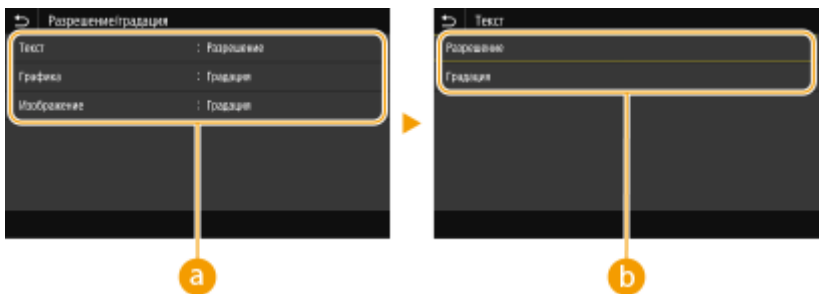 Разрешение/градация
Текст : Разрешение
Графика : Градация
Изображение : Градация
a
Текст
Разрешение
Градация
b